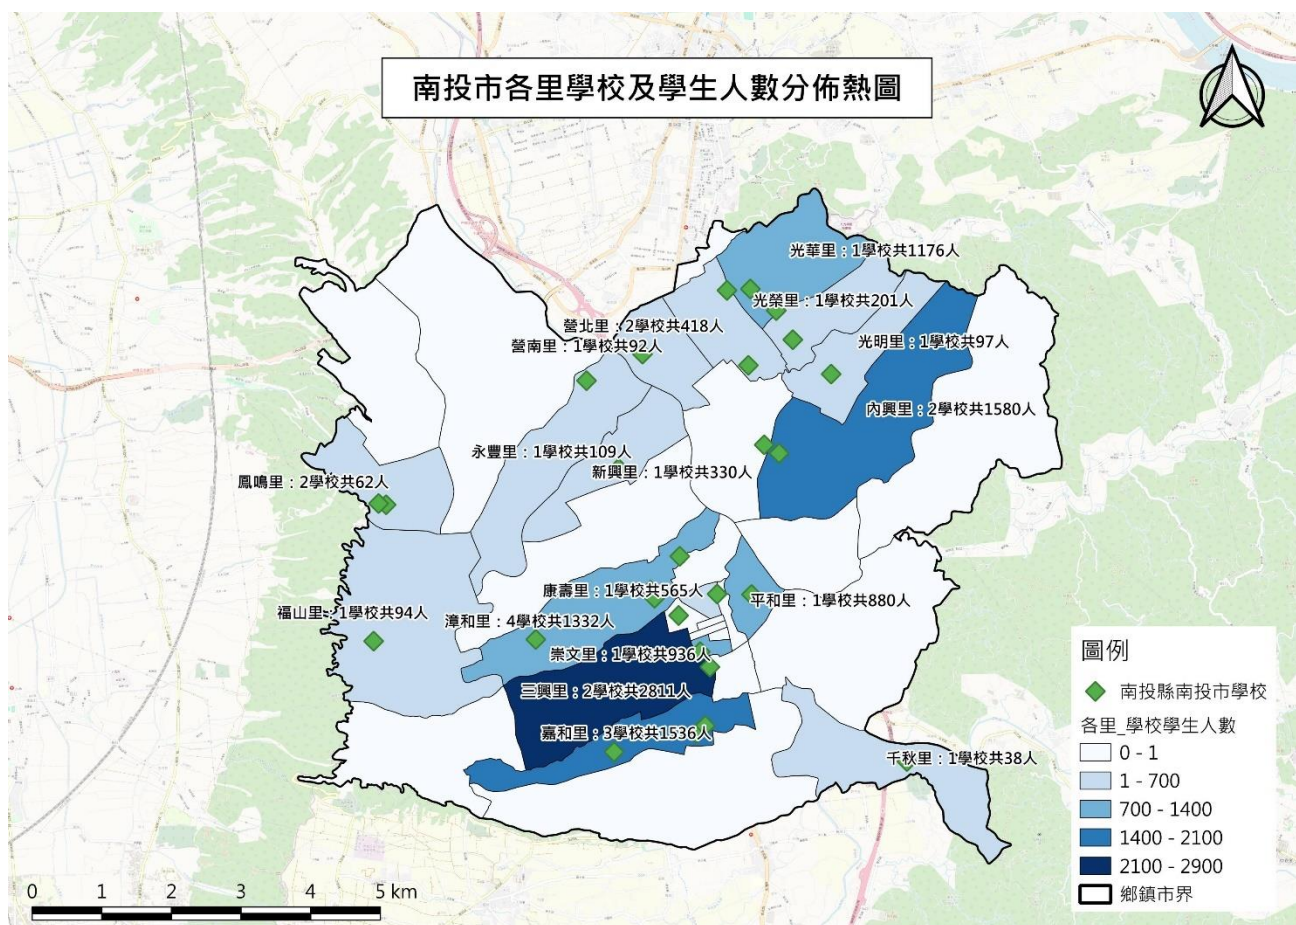 南投市各里學校及學生人數分佈熱圖
光華里：1學校共1176人
光榮里：1學校共201人
營北里：2學校共418人
營南里：1學校共92人
光明里：1學校共97人
內興里：2學校共1580人
永豐里：1學校共109人
新興里：1學校共330人
鳳鳴里：2學校共62人
康壽里：1學校共565人
平和里：1學校共880人
福山里：1學校共94人
漳和里：4學校共1332人
崇文里：1學校共936人
三興里：2學校共2811人
嘉和里：3學校共1536人
千秋里：1學校共38人
圖例
南投縣南投市學校
各里_學校學生人數
0 - 1
1 - 700
700 - 1400
1400 - 2100
2100 - 2900
鄉鎮市界
0 1 2 3 4 5 km